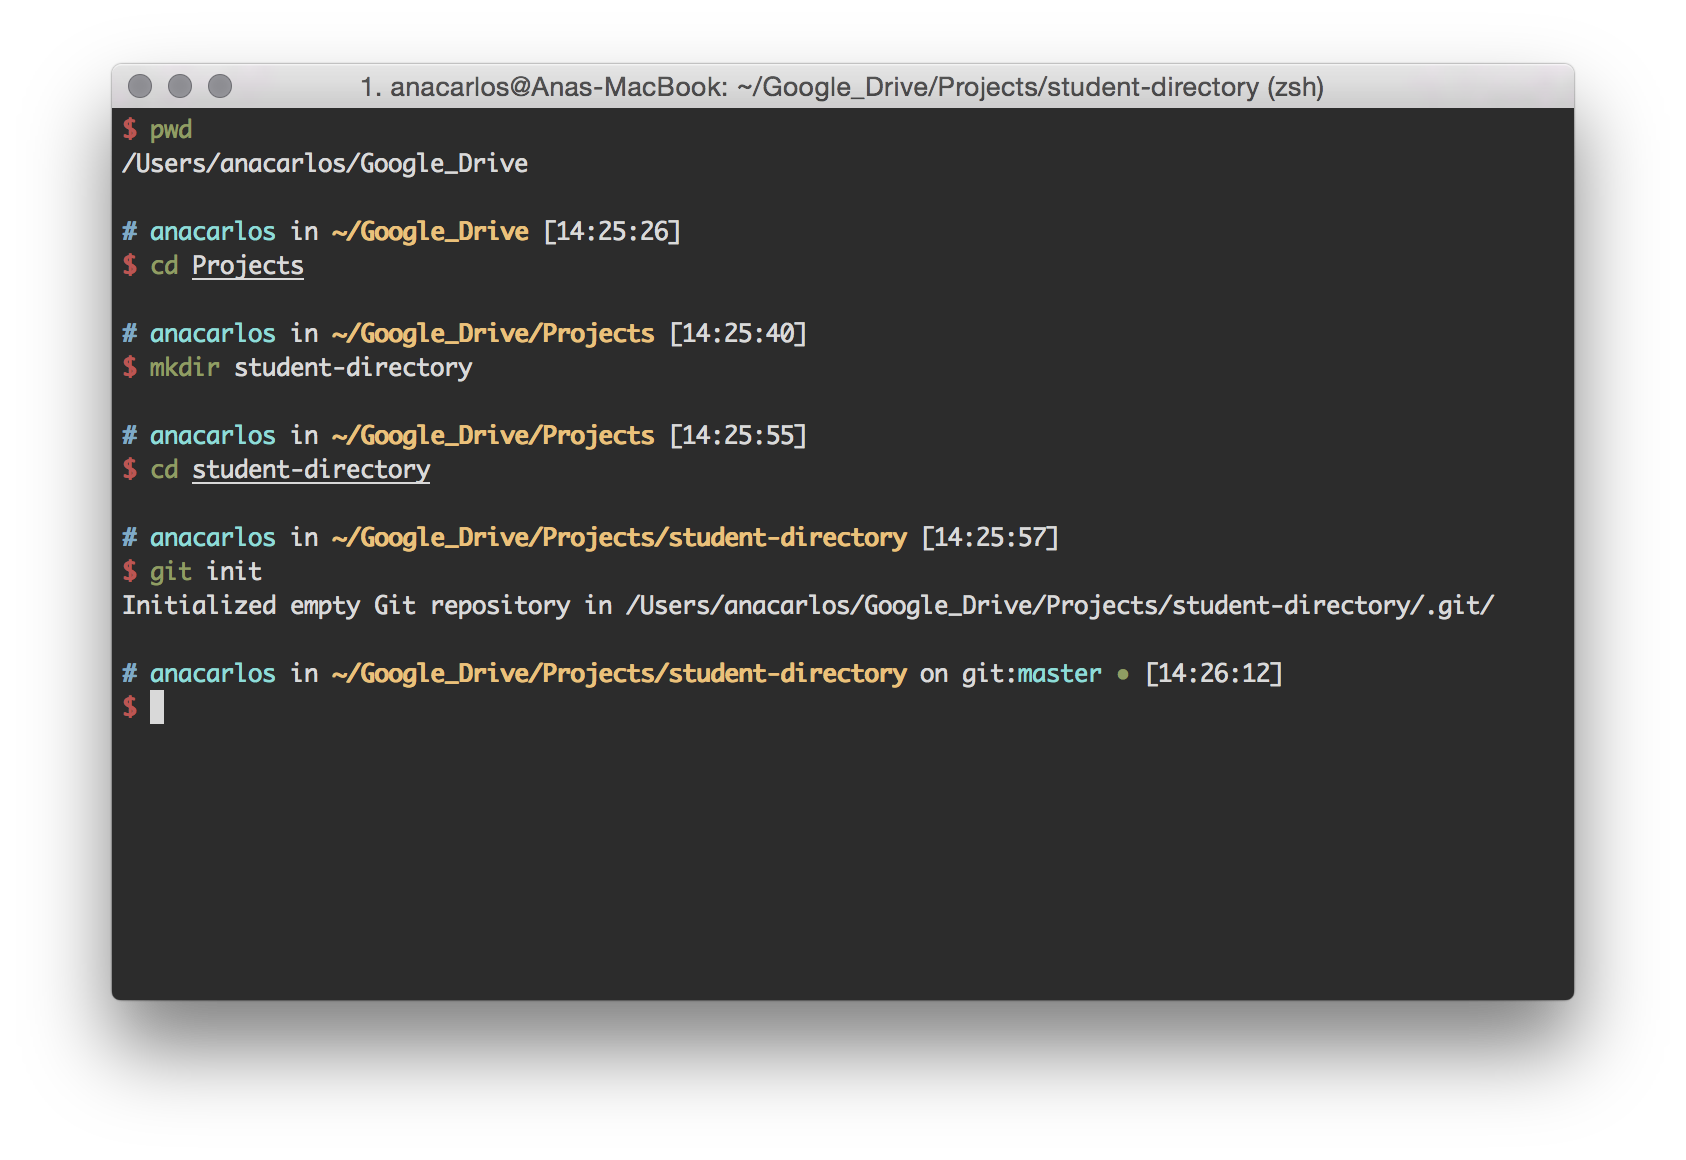 1. anacarlos@Anas-MacBook: ~/Google_Drive/Projects/student-directory (zsh)
$ pwd
/Users/anacarlos/Google_Drive
# anacarlos in ~/Google_Drive [14:25:26]
$ cd Projects
# anacarlos in ~/Google_Drive/Projects [14:25:40]
$ mkdir student-directory
# anacarlos in ~/Google_Drive/Projects [14:25:55]
$ cd student-directory
# anacarlos in ~/Google_Drive/Projects/student-directory [14:25:57]
$ git init
Initialized empty Git repository in /Users/anacarlos/Google_Drive/Projects/student-directory/.git/
# anacarlos in ~/Google_Drive/Projects/student-directory on git:master ● [14:26:12]
$